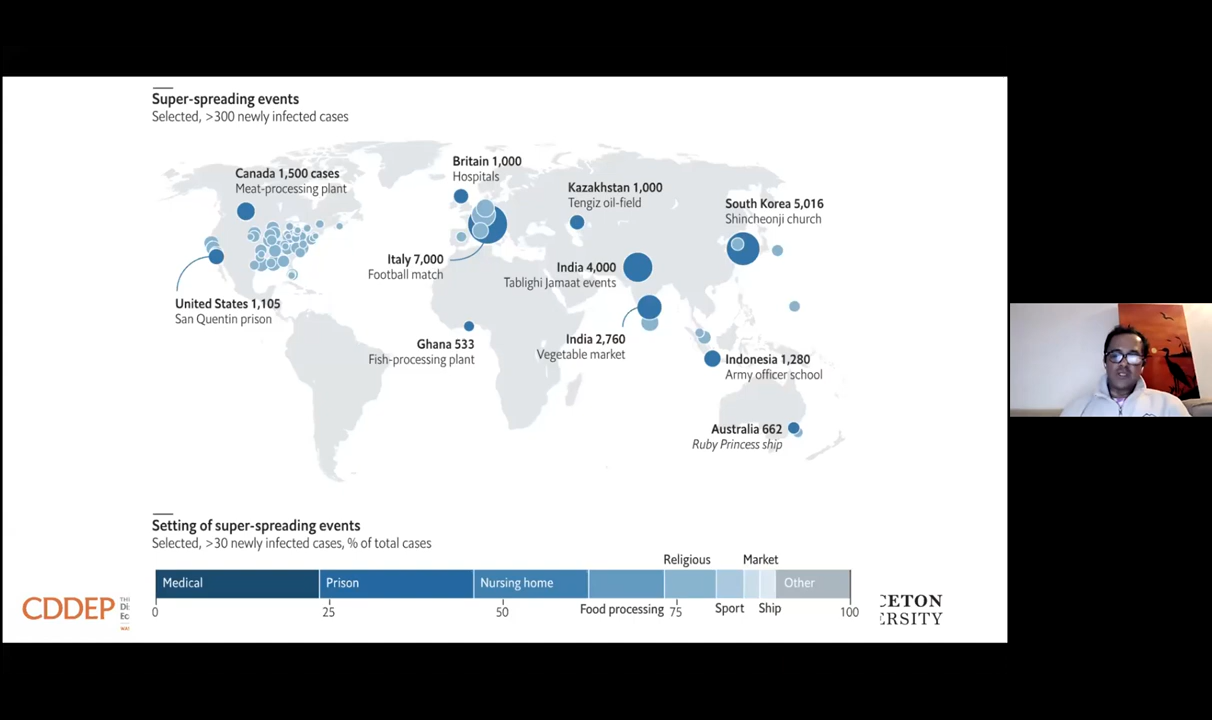 Super-spreading events
Selected, >300 newly infected cases
Canada 1,500 cases
Meat-processing plant
Britain 1,000
Hospitals
Kazakhstan 1,000
Tengiz oil-field
South Korea 5,016
Shincheonji church
Italy 7,000
Football match
India 4,000
Tablighi Jamaat events
United States 1,105
San Quentin prison
Ghana 533
Fish-processing plant
India 2,760
Vegetable market
Indonesia 1,280
Army officer school
Australia 662
Ruby Princess ship
Setting of super-spreading events
Selected, >30 newly infected cases, % of total cases
Religious
Market
Medical
Prison
Nursing home
Other
Food processing
Sport
Ship
0
25
50
75
100
CDDEP
CETON
ERSITY